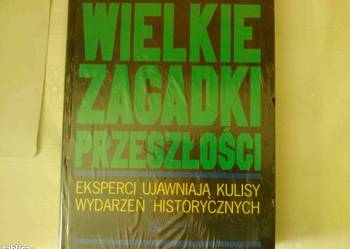 WIELKIE
ZAGADKI
PRZESZŁOŚCI
EKSPERCI UJAWNIAJĄ KULISY
WYDARZEŃ HISTORYCZNYCH